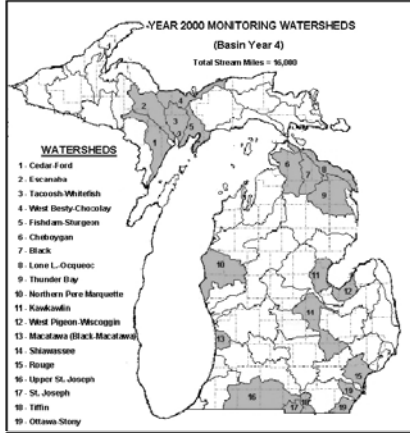 YEAR 2000 MONITORING WATERSHEDS
(Basin Year 4)
Total Stream Miles = 16,000
WATERSHEDS
1 - Cedar-Ford
2 - Escanaba
3 - Tacoosh-Whitefish
4 - West Besty-Chocolay
5 - Fishdam-Sturgeon
6 - Cheboygan
7 - Black
8 - Lone L.-Ocqueoc
9 - Thunder Bay
10 - Northern Pere Marquette
11 - Kawkawlin
12 - West Pigeon-Wiscoggin
13 - Macatawa (Black-Macatawa)
14 - Shiawassee
15 - Rouge
16 - Upper St. Joseph
17 - St. Joseph
18 - Tiffin
19 - Ottawa-Stony
2
4
3
5
1
3
6
7
8
9
10
11
12
11
13
15
16
17
18
19
19